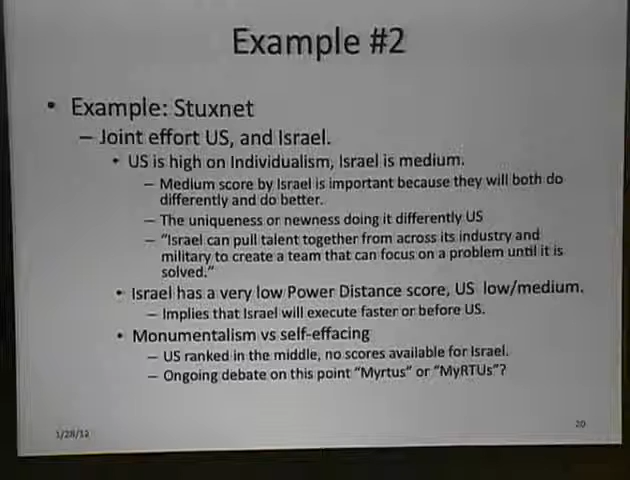 Example #2
• Example: Stuxnet
– Joint effort US, and Israel.
• US is high on Individualism, Israel is medium.
– Medium score by Israel is important because they will both do
differently and do better.
– The uniqueness or newness doing it differently US
– "Israel can pull talent together from across its industry and
military to create a team that can focus on a problem until it is
solved."
• Israel has a very low Power Distance score, US low/medium.
– Implies that Israel will execute faster or before US.
• Monumentalism vs self-effacing
– US ranked in the middle, no scores available for Israel.
– Ongoing debate on this point "Myrtus" or "MyRTUs"?
1/28/12
20